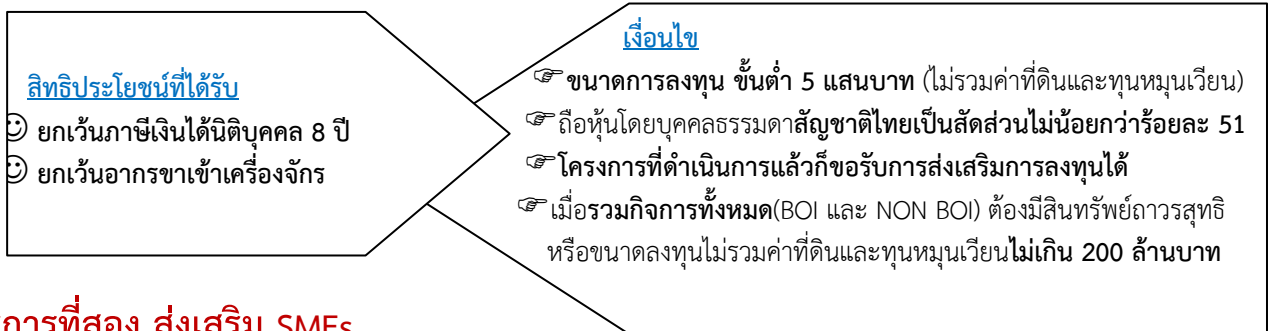 สิทธิประโยชน์ที่ได้รับ
☺ ยกเว้นภาษีเงินได้นิติบุคคล 8 ปี
☺ ยกเว้นอากรขาเข้าเครื่องจักร
เงื่อนไข
☞ ขนาดการลงทุน ขั้นต่ำ 5 แสนบาท (ไม่รวมค่าที่ดินและทุนหมุนเวียน)
☞ ถือหุ้นโดยบุคคลธรรมดาสัญชาติไทยเป็นสัดส่วนไม่น้อยกว่าร้อยละ 51
☞ โครงการที่ดำเนินการแล้วก็ขอรับการส่งเสริมการลงทุนได้
☞ เมื่อรวมกิจการทั้งหมด(BOI และ NON BOI) ต้องมีสินทรัพย์ถาวรสุทธิ
หรือขนาดลงทุนไม่รวมค่าที่ดินและทุนหมุนเวียนไม่เกิน 200 ล้านบาท
การที่สอง ส่งเสริม SMEs